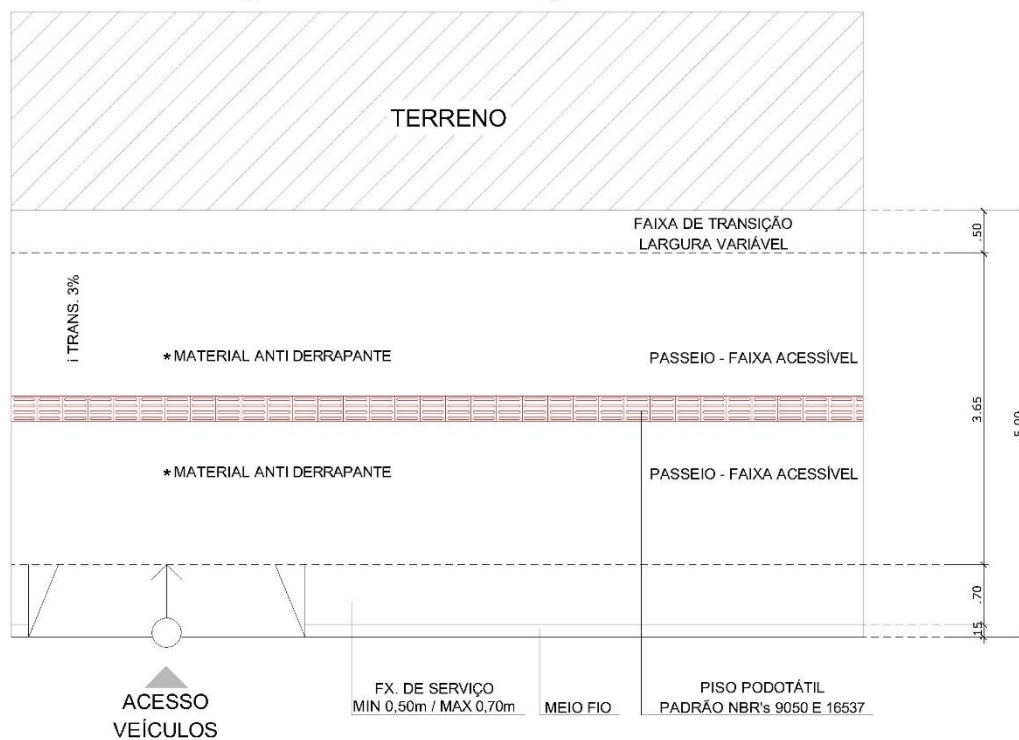 TERRENO
FAIXA DE TRANSIÇÃO
LARGURA VARIÁVEL
.50
i TRANS. 3%
* MATERIAL ANTI DERRAPANTE
PASSEIO - FAIXA ACESSÍVEL
3.65
* MATERIAL ANTI DERRAPANTE
PASSEIO - FAIXA ACESSÍVEL
.70
.15
ACESSO
VEÍCULOS
FX. DE SERVIÇO
MIN 0,50m / MAX 0,70m
MEIO FIO
PISO PODOTÁTIL
PADRÃO NBR's 9050 E 16537